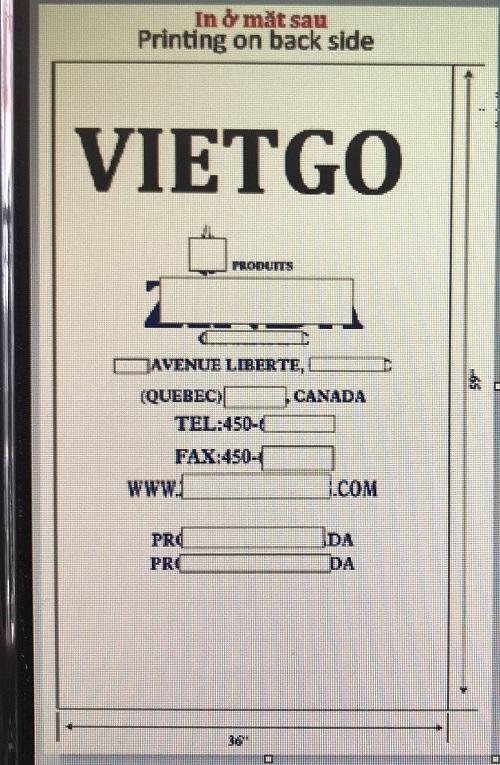 In ở mặt sau
Printing on back side
VIETGO
PRODUITS
AVENUE LIBERTE,
(QUEBEC) , CANADA
TEL:450-
FAX:450-
WWW. .COM
PR DA
PR DA
36"